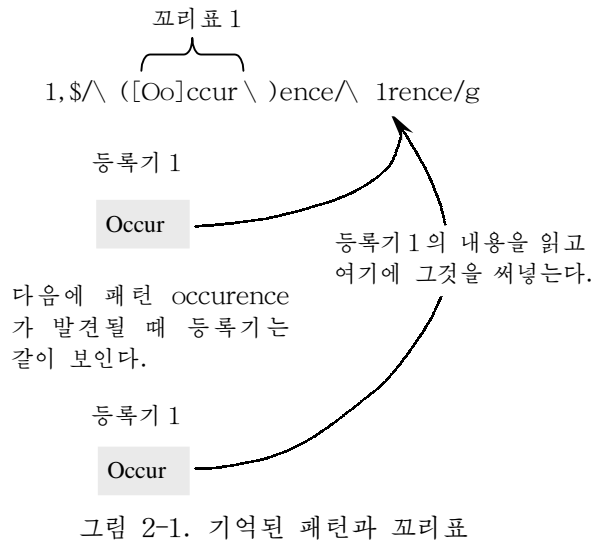 꼬리표 1
1,$/\ ([Oo]ccur\ )ence/\ 1rence/g
등록기 1
Occur
등록기 1 의 내용을 읽고
여기에 그것을 써넣는다.
다음에 패턴 occurence
가 발견될 때 등록기는
같이 보인다.
등록기 1
Occur
그림 2-1. 기억된 패턴과 꼬리표